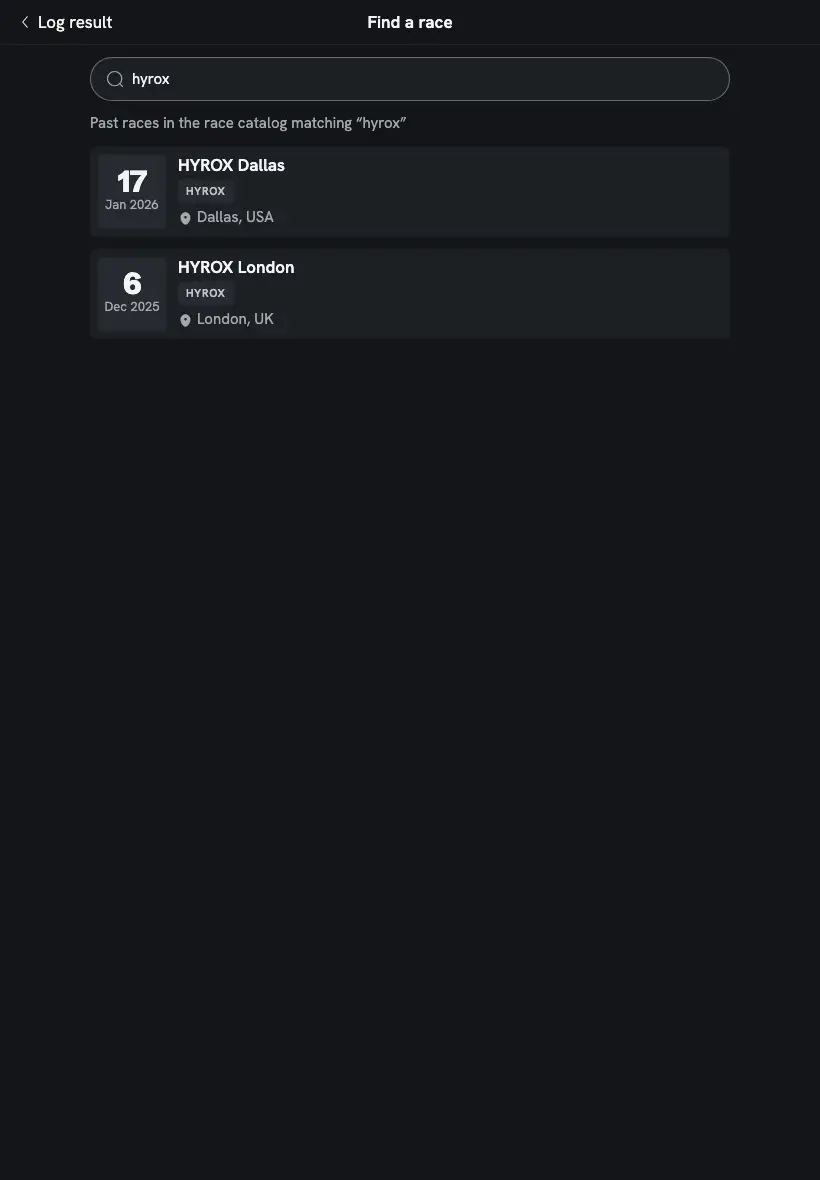 Log result
Find a race
hyrox
Past races in the race catalog matching “hyrox”
17
Jan 2026
HYROX Dallas
HYROX
Dallas, USA
6
Dec 2025
HYROX London
HYROX
London, UK